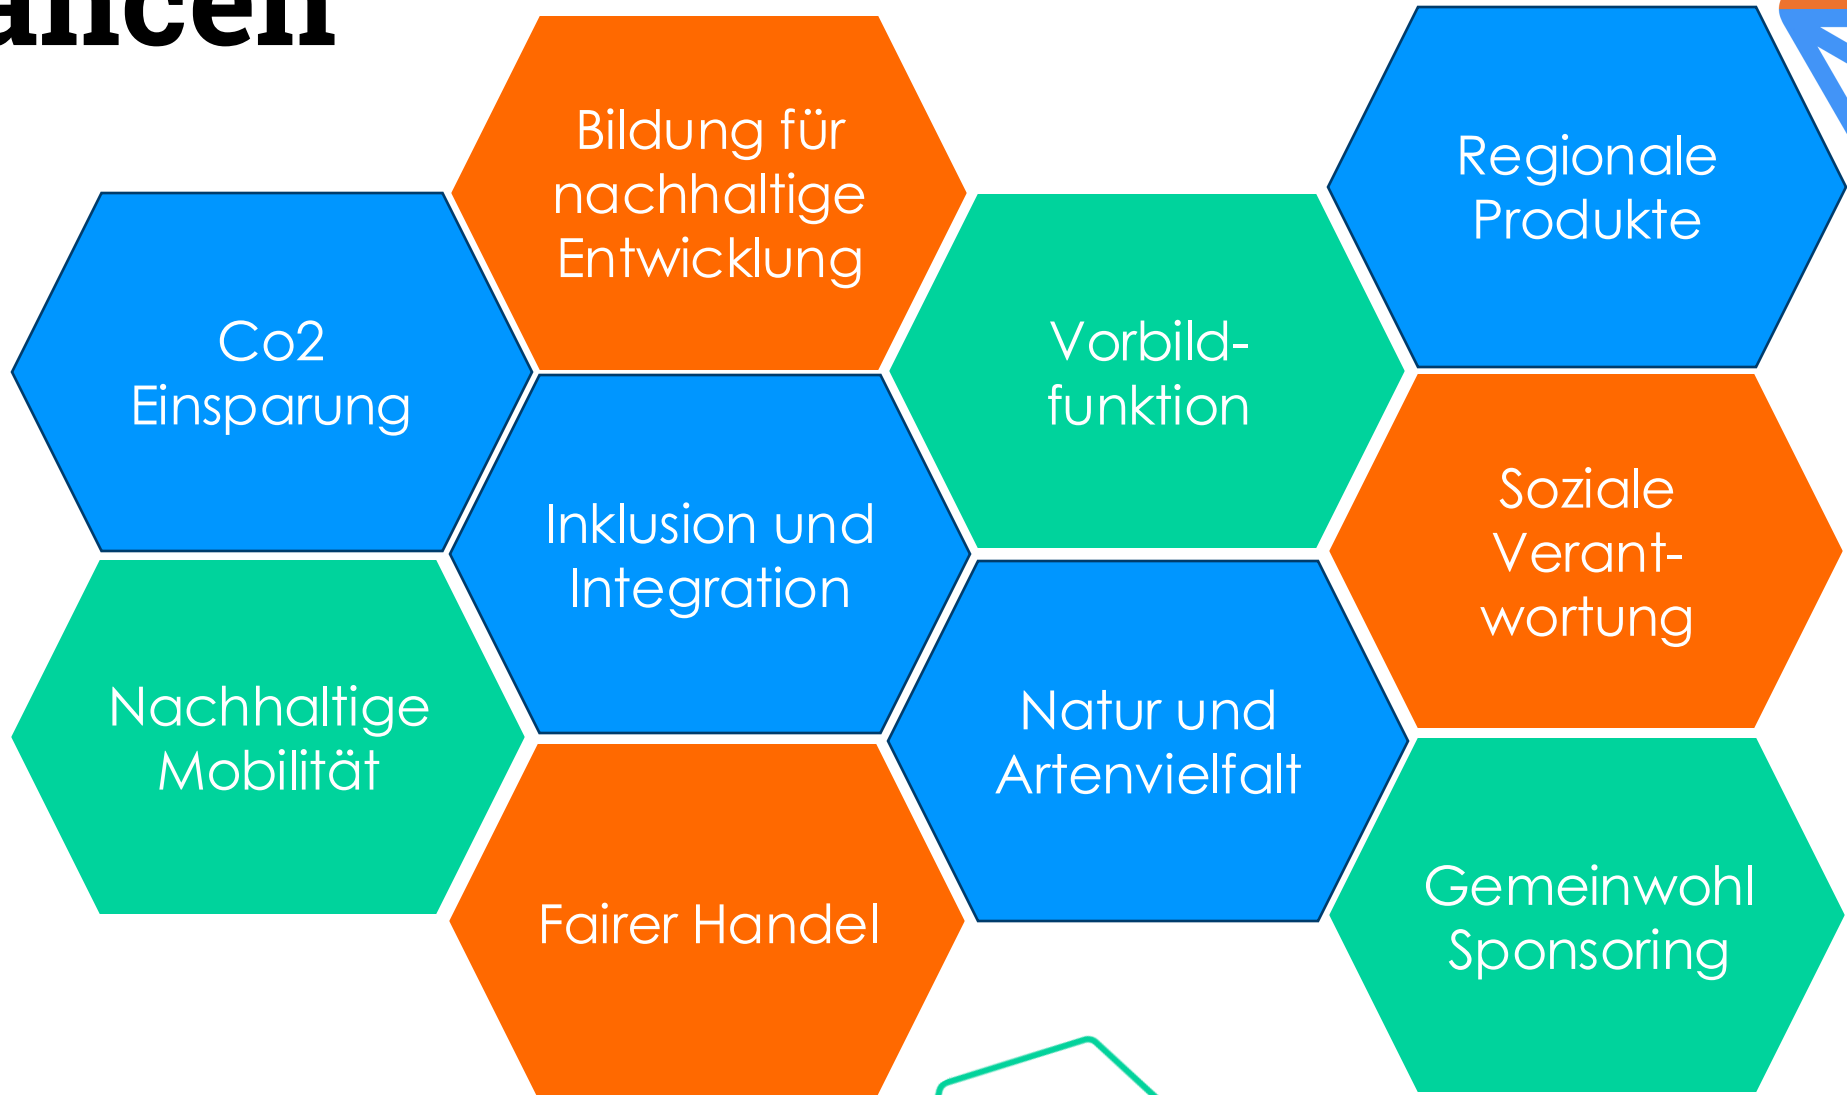 Bildung für
nachhaltige
Entwicklung
Regionale
Produkte
Co2
Einsparung
Vorbild-
funktion
Inklusion und
Integration
Soziale
Verant-
wortung
Nachhaltige
Mobilität
Natur und
Artenvielfalt
Fairer Handel
Gemeinwohl
Sponsoring